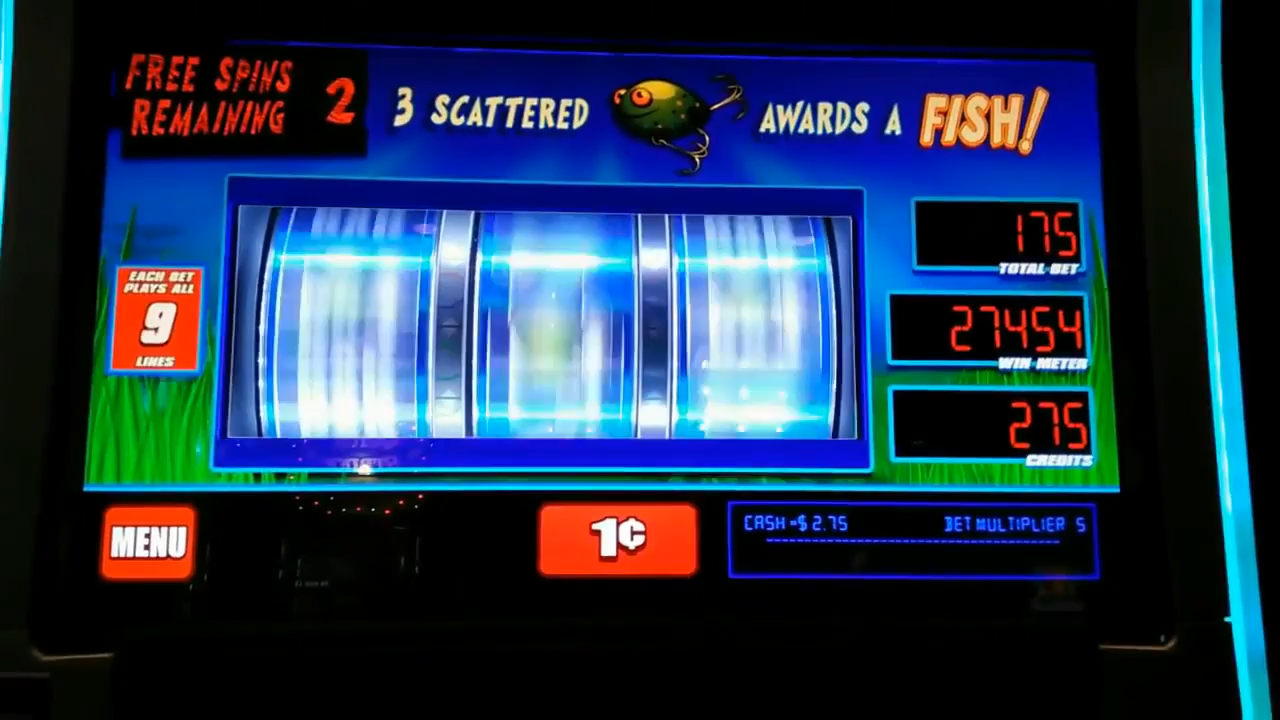 FREE SPINS
REMAINING 2
3 SCATTERED AWARDS A FISH!
175
TOTAL BET
EACH BET
PLAYS ALL
9
LINES
27454
WIN METER
275
CREDITS
MENU
1¢
CASH =$ 2.75 BET MULTIPLIER 5